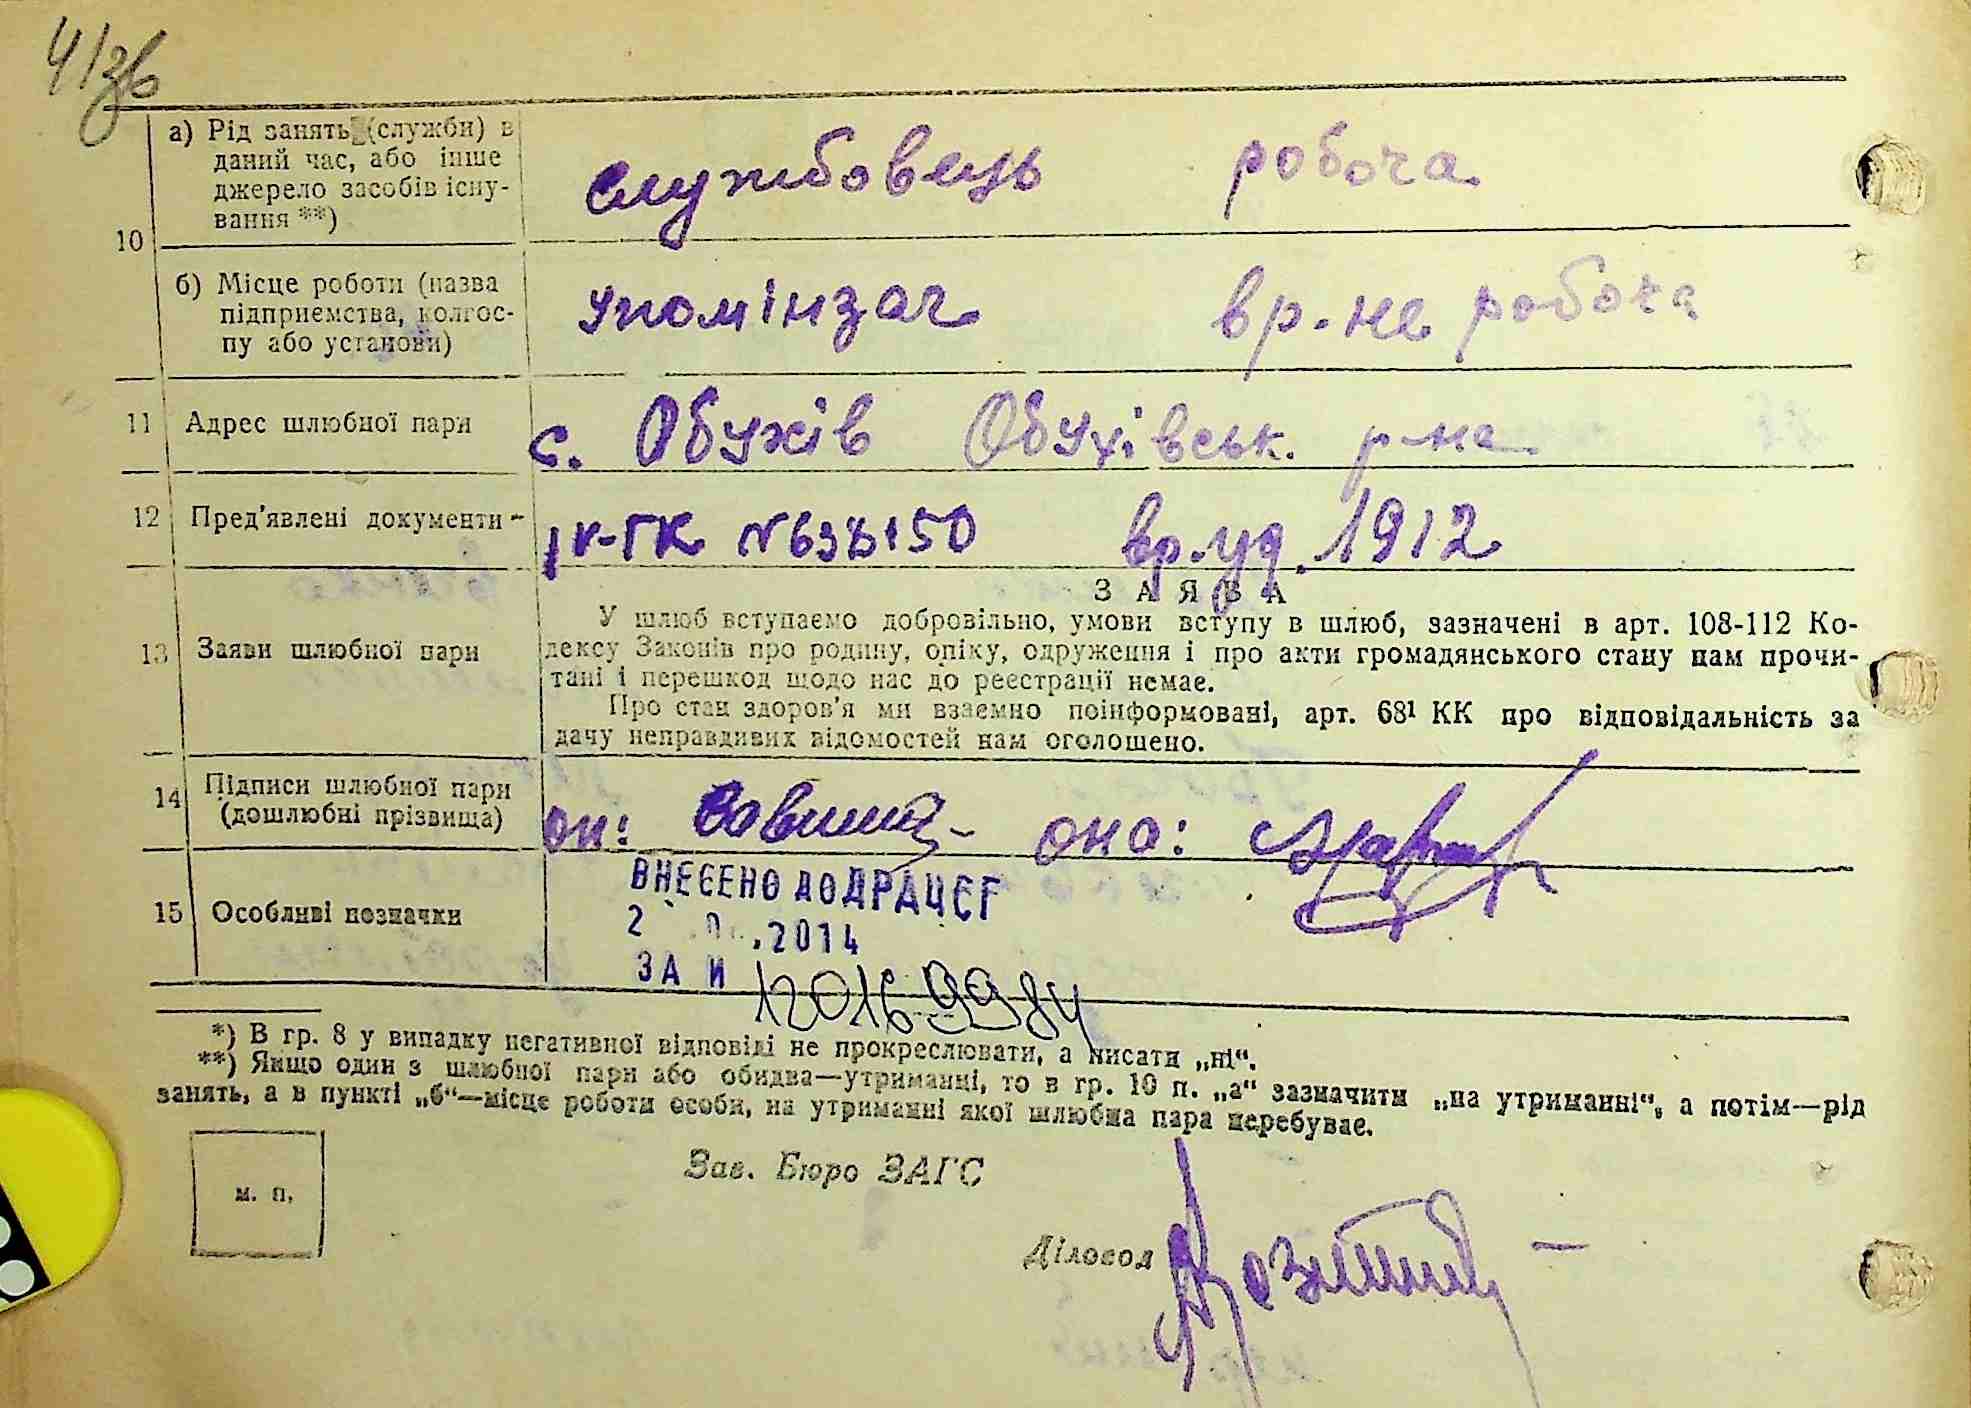 4/зв
а) Рід занять (служби) в
даний час, або інше
джерело засобів існу-
вання **)
службовець робоча
10
б) Місце роботи (назва
підприємства, колгос-
пу або установи)
упомінзаг вр. не робоча
11 Адрес шлюбної пари
с. Обухів Обухівськ. р-на
12 Пред'явлені документи
вр. уд. 1912
ЗАЯВА
13 Заяви шлюбної пари
У шлюб вступаємо добровільно, умови вступу в шлюб, зазначені в арт. 108-112 Ко-
дексу Законів про родину, опіку, одруження і про акти громадянського стану нам прочи-
тані і перешкод щодо нас до реєстрації немає.
Про стан здоров'я ми взаємно поінформовані, арт. 68¹ КК про відповідальність за
дачу неправдивих відомостей нам оголошено.
14 Підписи шлюбної пари
(дошлюбні прізвища)
он: она:
15 Особливі позначки
ВНЕСЕНО ДО ДРАЦСГ
2 .2014
ЗА И 120169984
*) В гр. 8 у випадку негативної відповіді не прокреслювати, а писати „ні“.
**) Якщо один з шлюбної пари або обидва—утриманні, то в гр. 10 п. „а“ зазначити „на утриманні“, а потім—рід
занять, а в пункті „б“—місце роботи особи, на утриманні якої шлюбна пара перебуває.
м. п.
Зав. Бюро ЗАГС
Діловод